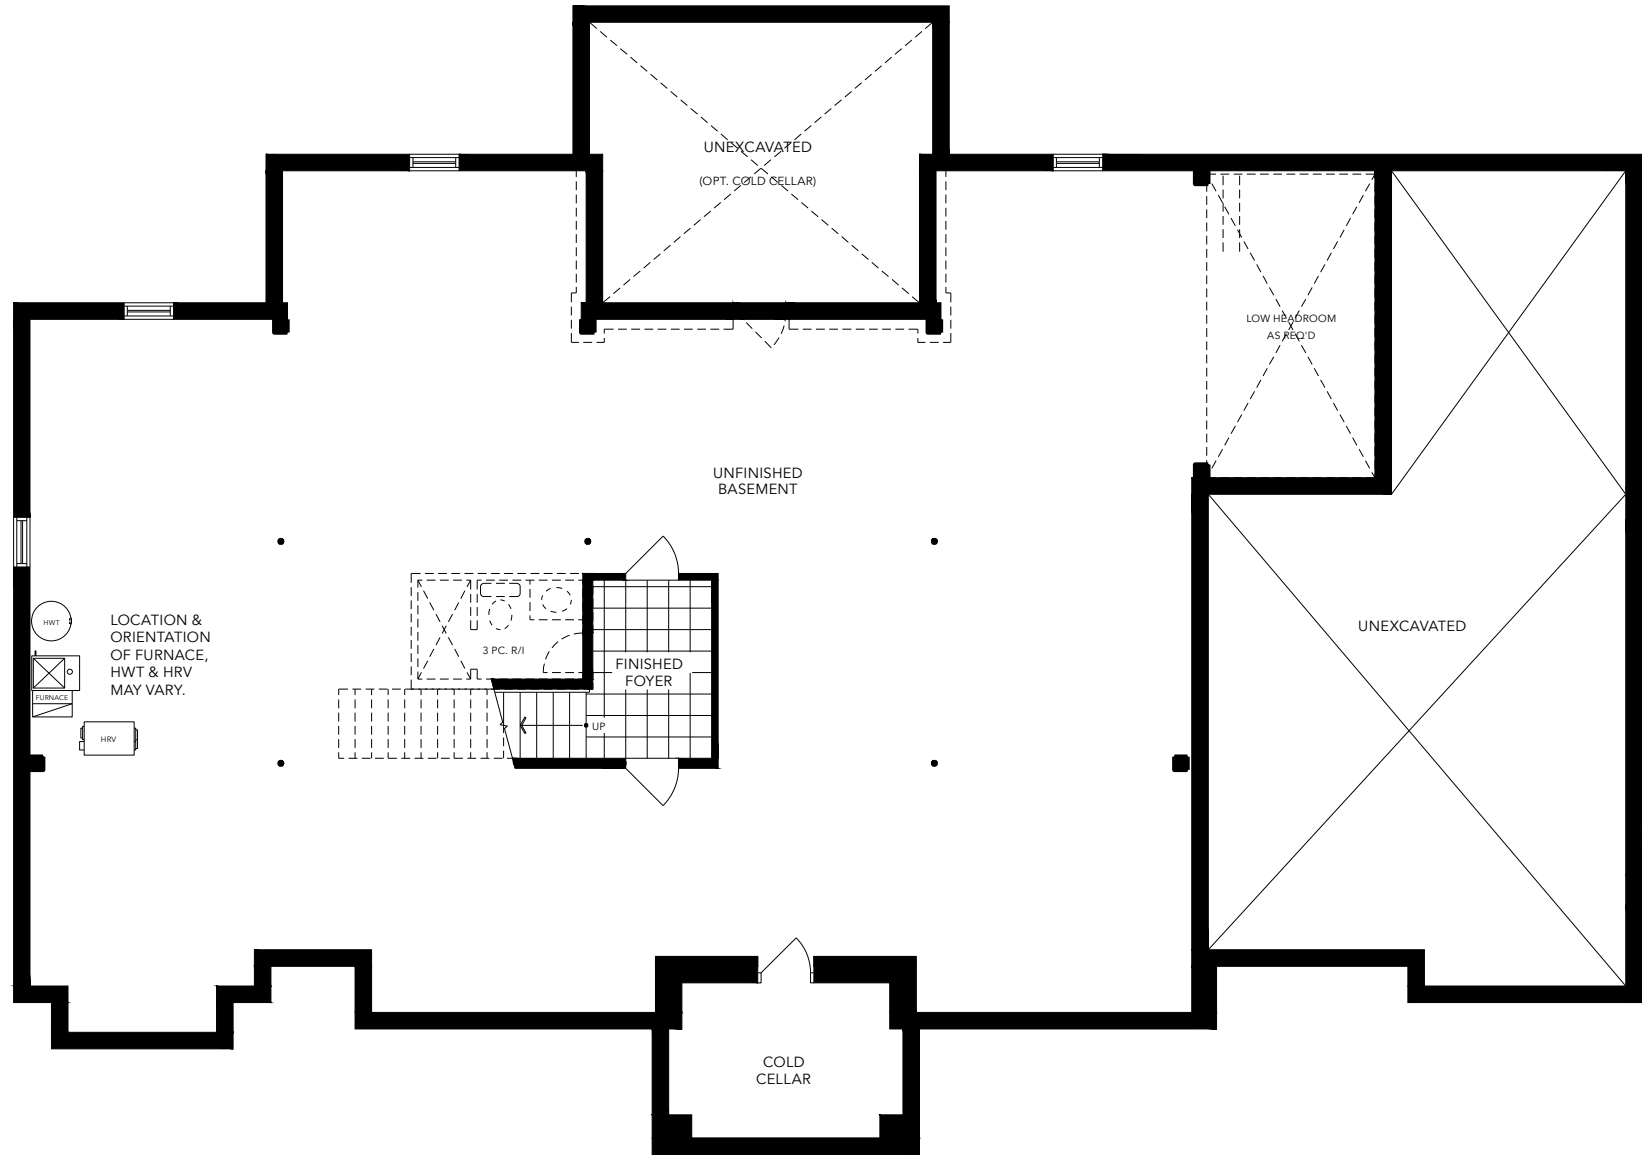 UNEXCAVATED
(OPT. COLD CELLAR)
LOW HEADROOM
AS REQ'D
UNFINISHED
BASEMENT
HWT
FURNACE
HRV
LOCATION &
ORIENTATION
OF FURNACE,
HWT & HRV
MAY VARY.
3 PC. R/I
FINISHED
FOYER
UP
UNEXCAVATED
COLD
CELLAR